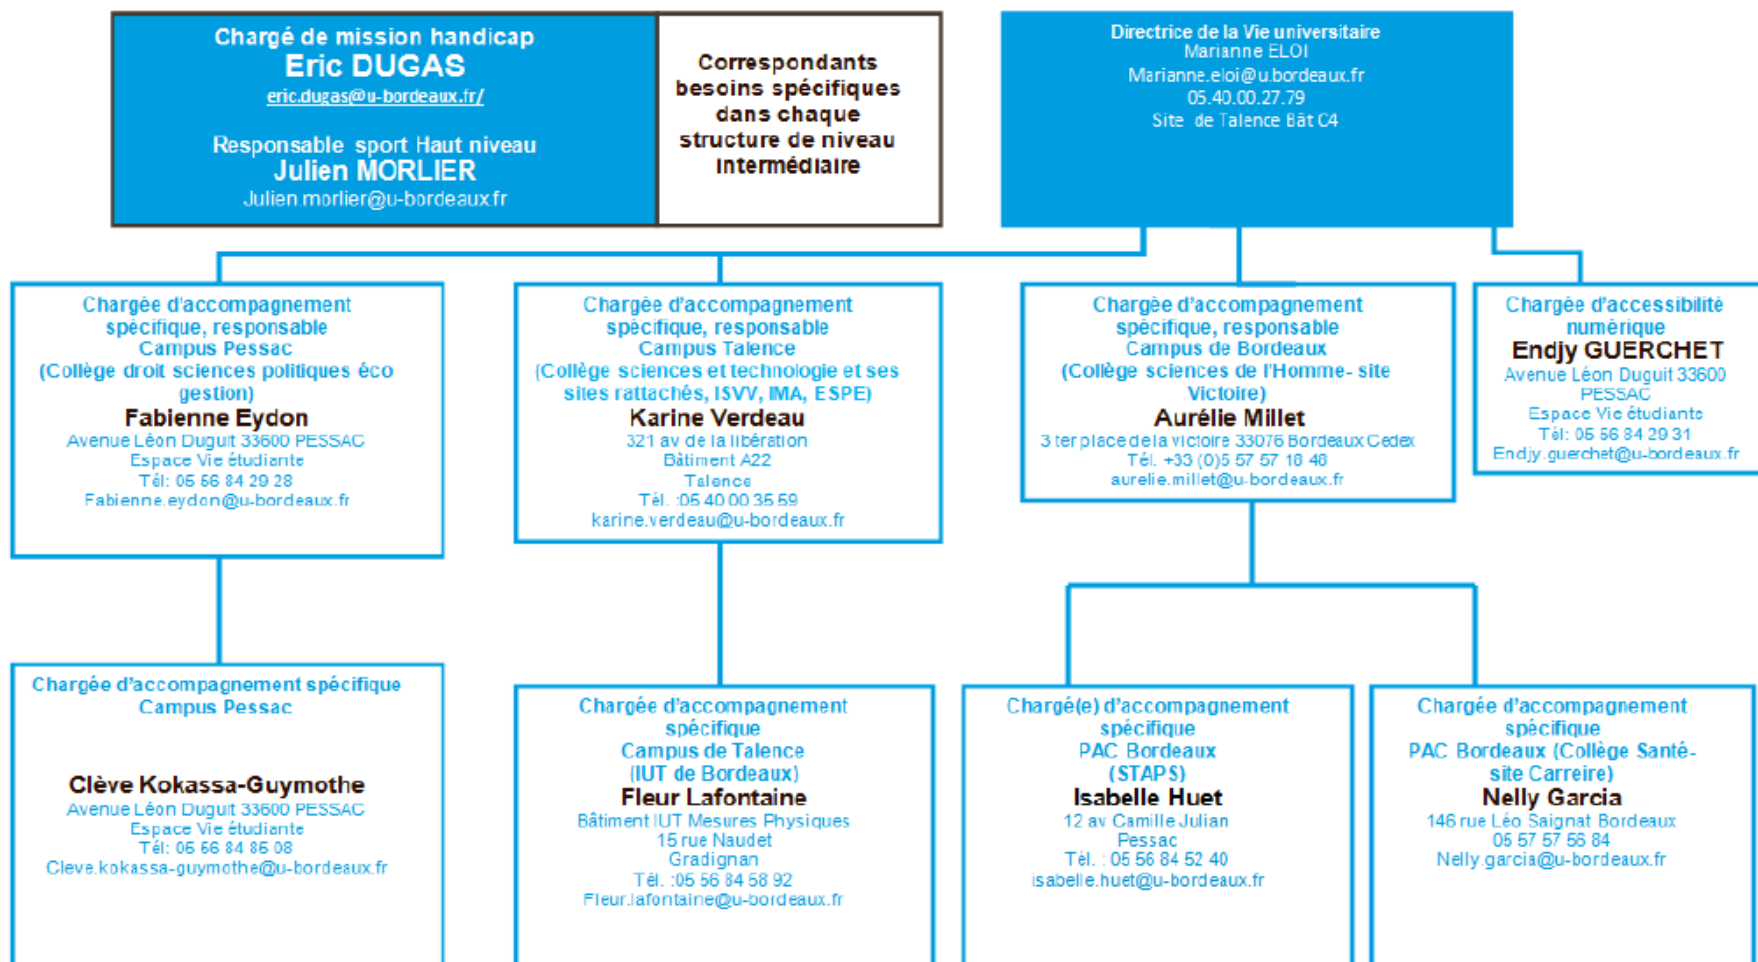 Chargé de mission handicap
Eric DUGAS
eric.dugas@u-bordeaux.fr/
Responsable sport Haut niveau
Julien MORLIER
Julien.morlier@u-bordeaux.fr
Correspondants
besoins spécifiques
dans chaque
structure de niveau
intermédiaire
Directrice de la Vie universitaire
Marianne ELOI
Marianne.eloi@u.bordeaux.fr
05.40.00.27.79
Site de Talence Bât C4
Chargée d'accompagnement
spécifique, responsable
Campus Pessac
(Collège droit sciences politiques éco
gestion)
Fabienne Eydon
Avenue Léon Duguit 33600 PESSAC
Espace Vie étudiante
Tél: 05 56 84 29 28
Fabienne.eydon@u-bordeaux.fr
Chargée d'accompagnement
spécifique, responsable
Campus Talence
(Collège sciences et technologie et ses
sites rattachés, ISVV, IMA, ESPE)
Karine Verdeau
321 av de la libération
Bâtiment A22
Talence
Tél. :05 40 00 35 59
karine.verdeau@u-bordeaux.fr
Chargée d'accompagnement
spécifique, responsable
Campus de Bordeaux
(Collège sciences de l'Homme- site
Victoire)
Aurélie Millet
3 ter place de la victoire 33076 Bordeaux Cedex
Tél. +33 (0)5 57 57 18 48
aurelie.millet@u-bordeaux.fr
Chargée d'accessibilité
numérique
Endjy GUERCHET
Avenue Léon Duguit 33600
PESSAC
Espace Vie étudiante
Tél: 05 56 84 29 31
Endjy.guerchet@u-bordeaux.fr
Chargée d'accompagnement spécifique
Campus Pessac
Clève Kokassa-Guymothe
Avenue Léon Duguit 33600 PESSAC
Espace Vie étudiante
Tél: 05 56 84 85 08
Cleve.kokassa-guymothe@u-bordeaux.fr
Chargée d'accompagnement
spécifique
Campus de Talence
(IUT de Bordeaux)
Fleur Lafontaine
Bâtiment IUT Mesures Physiques
15 rue Naudet
Gradignan
Tél. :05 56 84 58 92
Fleur.lafontaine@u-bordeaux.fr
Chargé(e) d'accompagnement
spécifique
PAC Bordeaux
(STAPS)
Isabelle Huet
12 av Camille Julian
Pessac
Tél. : 05 56 84 52 40
isabelle.huet@u-bordeaux.fr
Chargée d'accompagnement
spécifique
PAC Bordeaux (Collège Santé-
site Carreire)
Nelly Garcia
146 rue Léo Saignat Bordeaux
05 57 57 56 84
Nelly.garcia@u-bordeaux.fr